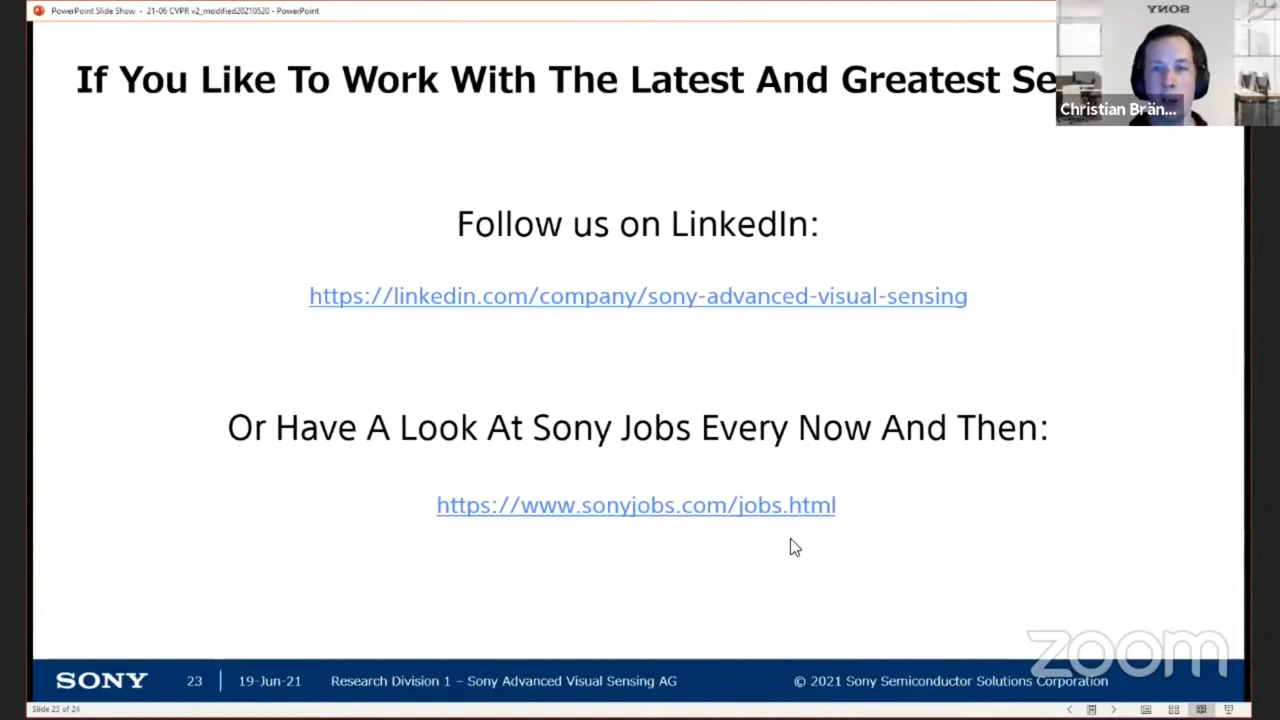 PowerPoint Slide Show - 21-06 CVPR v2_modified20210520 - PowerPoint
SONY
If You Like To Work With The Latest And Greatest Se
Christian Brän...
Follow us on LinkedIn:
https://linkedin.com/company/sony-advanced-visual-sensing
Or Have A Look At Sony Jobs Every Now And Then:
https://www.sonyjobs.com/jobs.html
zoom
SONY 23 19-Jun-21 Research Division 1 – Sony Advanced Visual Sensing AG © 2021 Sony Semiconductor Solutions Corporation
Slide 23 of 24